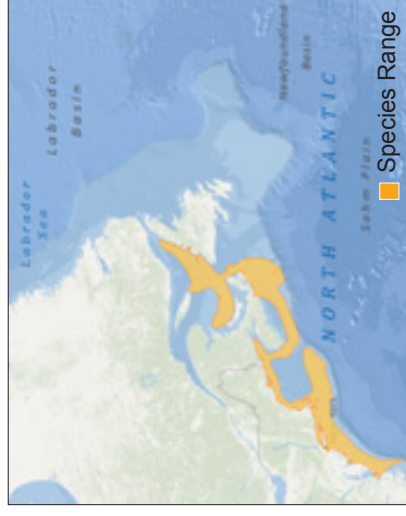 Labrador
Sea
Labrador
Basin
Newfoundland
Basin
NORTH ATLANTIC
Sohm Plain
Species Range